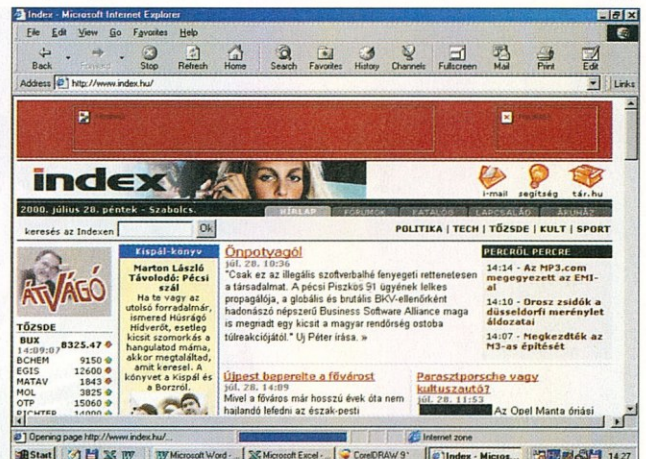 Index - Microsoft Internet Explorer
File Edit View Go Favorites Help
Back Forward Stop Refresh Home Search Favorites History Channels Fullscreen Mail Print Edit
Address http://www.index.hu/ Links
index
i-mail segítség tár.hu
2000. július 28. péntek - Szabolcs.
HÍRLAP FÓRUMOK KATALÓG LAPCSALÁD ÁRUHÁZ
keresés az Indexen Ok
POLITIKA | TECH | TŐZSDE | KULT | SPORT
ÁTVÁGÓ
TŐZSDE
BUX
14:09:07 8325.47
BCHEM 9150
EGIS 12600
MATAV 1843
MOL 3825
OTP 15060
RICHTER 14000
Kispál-könyv
Marton László
Távolodó: Pécsi
szál
Ha te vagy az
utolsó forradalmár,
ismered Húsrágó
Hídverőt, esetleg
kicsit szomorkás a
hangulatod máma,
akkor megtaláltad,
amit keresel. A
könyvet a Kispál és
a Borzról.
Önpotyagól
júl. 28. 10:36
"Csak ez az illegális szoftverbalhé fenyegeti rettenetesen
a társadalmat. A pécsi Piszkos 91 ügyének lelkes
propagálója, a globális és brutális BKV-ellenőrként
hadonászó népszerű Business Software Alliance maga
is megriadt egy kicsit a magyar rendőrség ostoba
túlreakciójától." Uj Péter írása. »
Újpest beperelte a fővárost
júl. 28. 14:89
Mivel a főváros már hosszú évek óta nem
hajlandó lefedni az észak-pesti
Parasztporsche vagy
kultuszautó?
júl. 28. 11:53
Az Opel Manta óriási
PERCRŐL PERCRE
14:14 - Az MP3.com
megegyezett az EMI-
al
14:10 - Orosz zsidók a
düsseldorfi merénylet
áldozatai
14:07 - Megkezdték az
M3-as építését
Opening page http://www.index.hu/...
Internet zone
Start Microsoft Word - ... Microsoft Excel - ... CorelDRAW 9 Index - Micros... 14:27